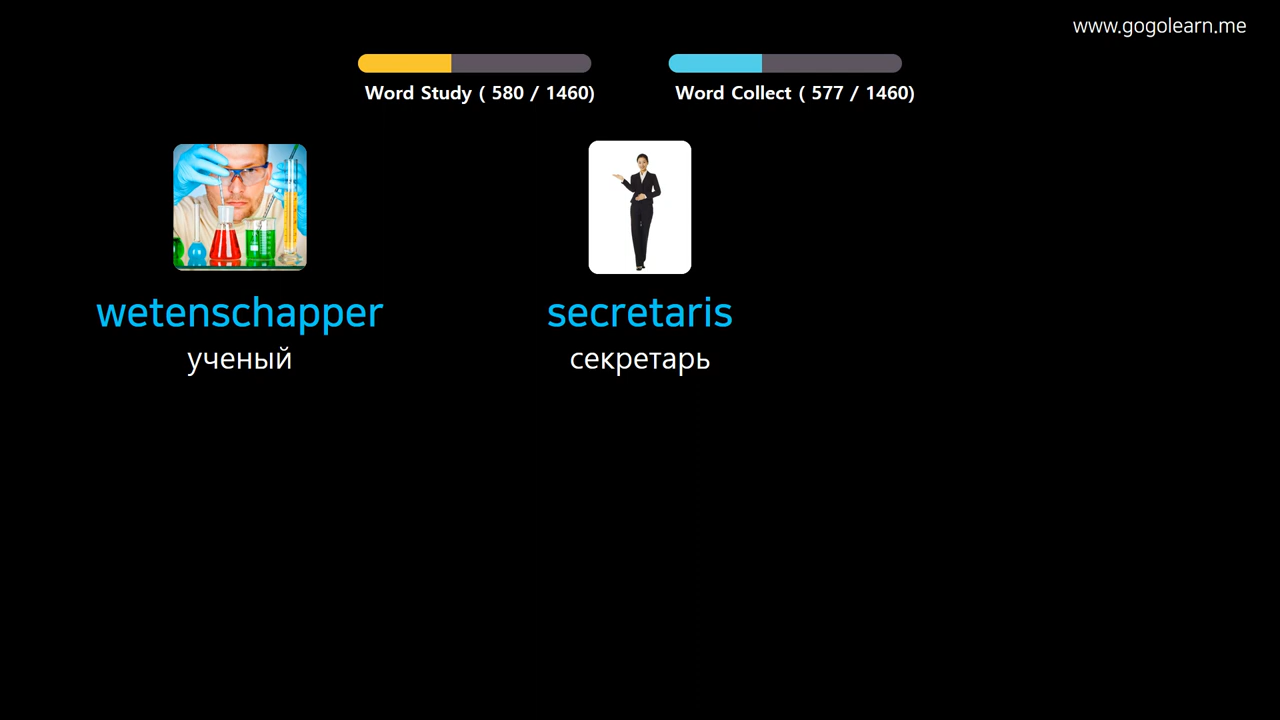 www.gogolearn.me
Word Study ( 580 / 1460)
Word Collect ( 577 / 1460)
wetenschapper
secretaris
ученый
секретарь